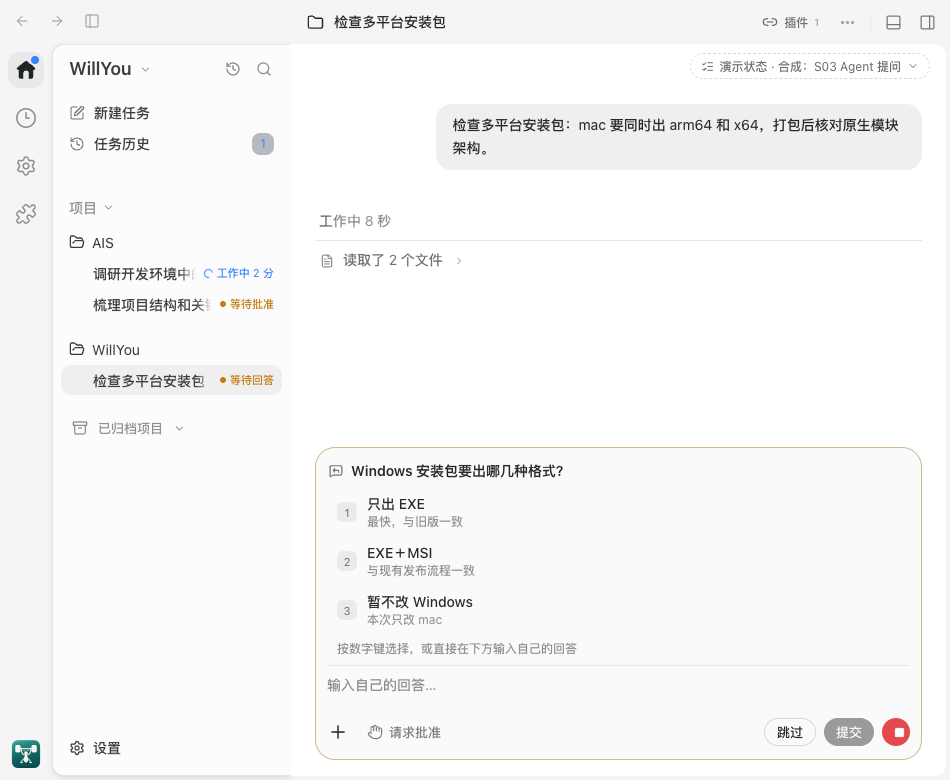 检查多平台安装包
插件 1
WillYou
新建任务
任务历史
1
项目
AIS
调研开发环境中
工作中 2 分
梳理项目结构和关
等待批准
WillYou
检查多平台安装包
等待回答
已归档项目
设置
演示状态 · 合成：S03 Agent 提问
检查多平台安装包：mac 要同时出 arm64 和 x64，打包后核对原生模块
架构。
工作中 8 秒
读取了 2 个文件
Windows 安装包要出哪几种格式？
1
只出 EXE
最快，与旧版一致
2
EXE＋MSI
与现有发布流程一致
3
暂不改 Windows
本次只改 mac
按数字键选择，或直接在下方输入自己的回答
输入自己的回答…
请求批准
跳过
提交